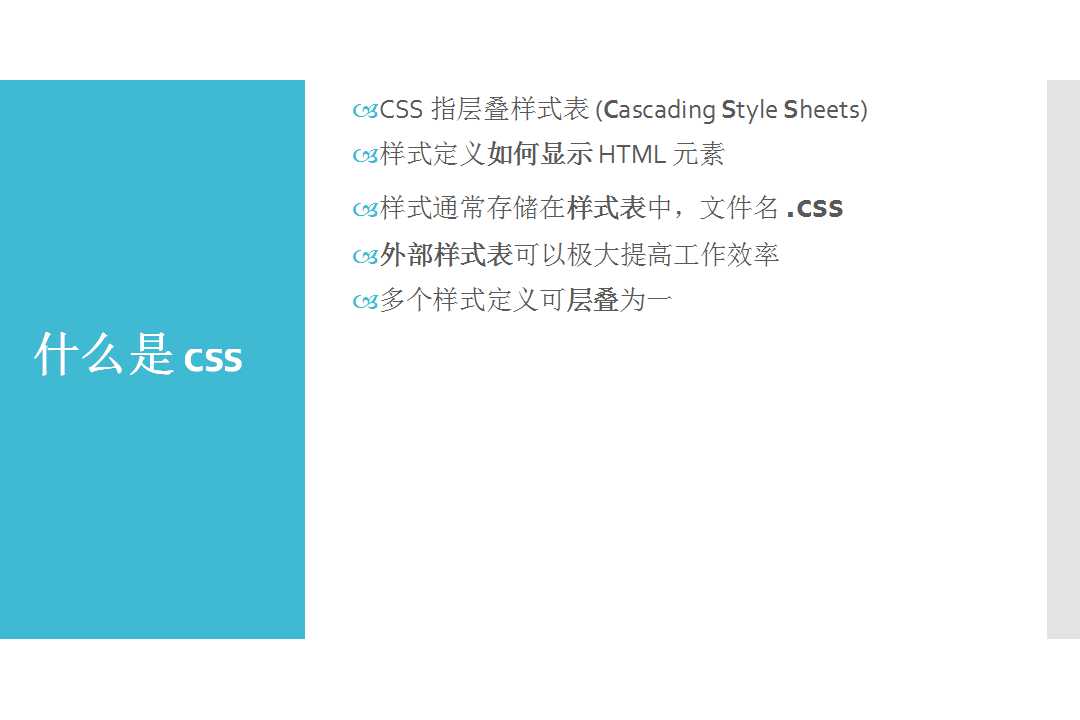 什么是 css
CSS 指层叠样式表 (Cascading Style Sheets)
样式定义如何显示 HTML 元素
样式通常存储在样式表中，文件名 .css
外部样式表可以极大提高工作效率
多个样式定义可层叠为一